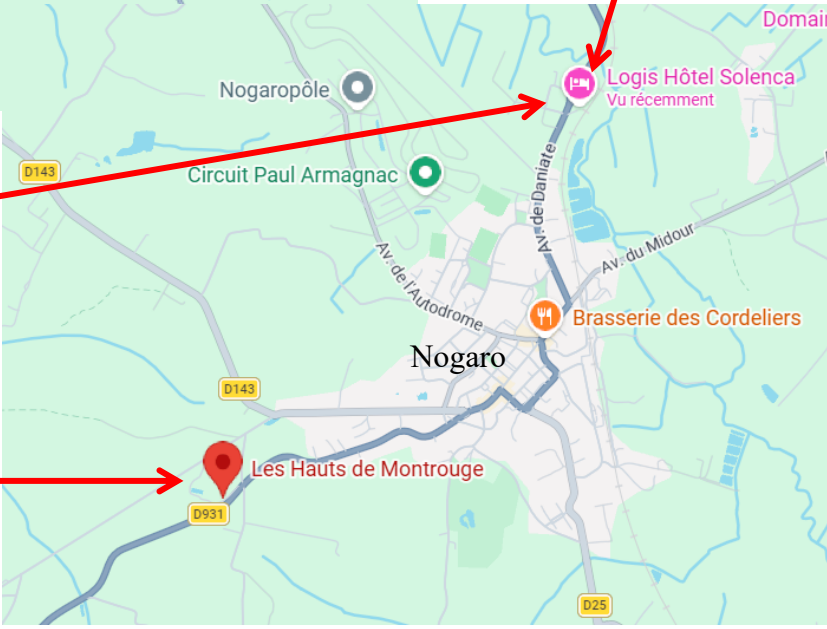 Domain
Logis Hôtel Solenca
Vu récemment
Nogaropôle
D143
Circuit Paul Armagnac
Av. de Daniate
Av. du Midour
Av. de l'Autodrome
Brasserie des Cordeliers
Nogaro
D143
Les Hauts de Montrouge
D931
D25